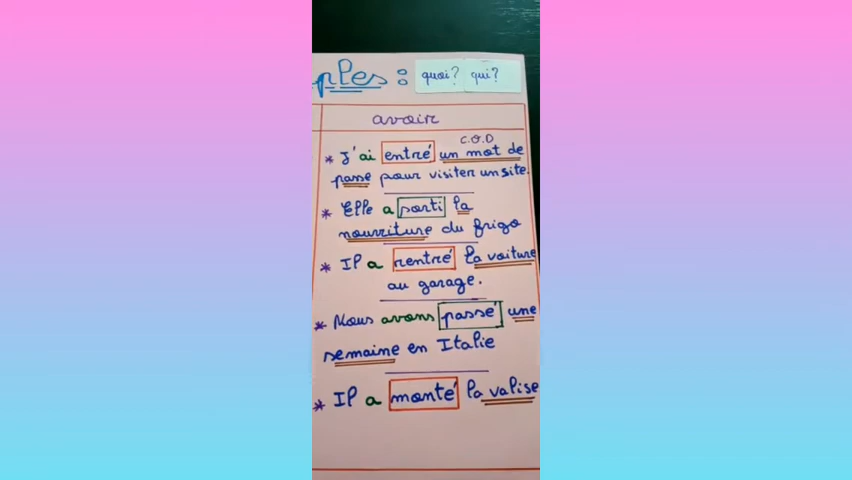 mples : quoi? qui?
avoir
C.O.D
* J'ai entré un mot de
passe pour visiter un site.
* Elle a sorti la
nourriture du frigo
* Il a rentré la voiture
au garage.
* Nous avons passé une
semaine en Italie
* Il a monté la valise